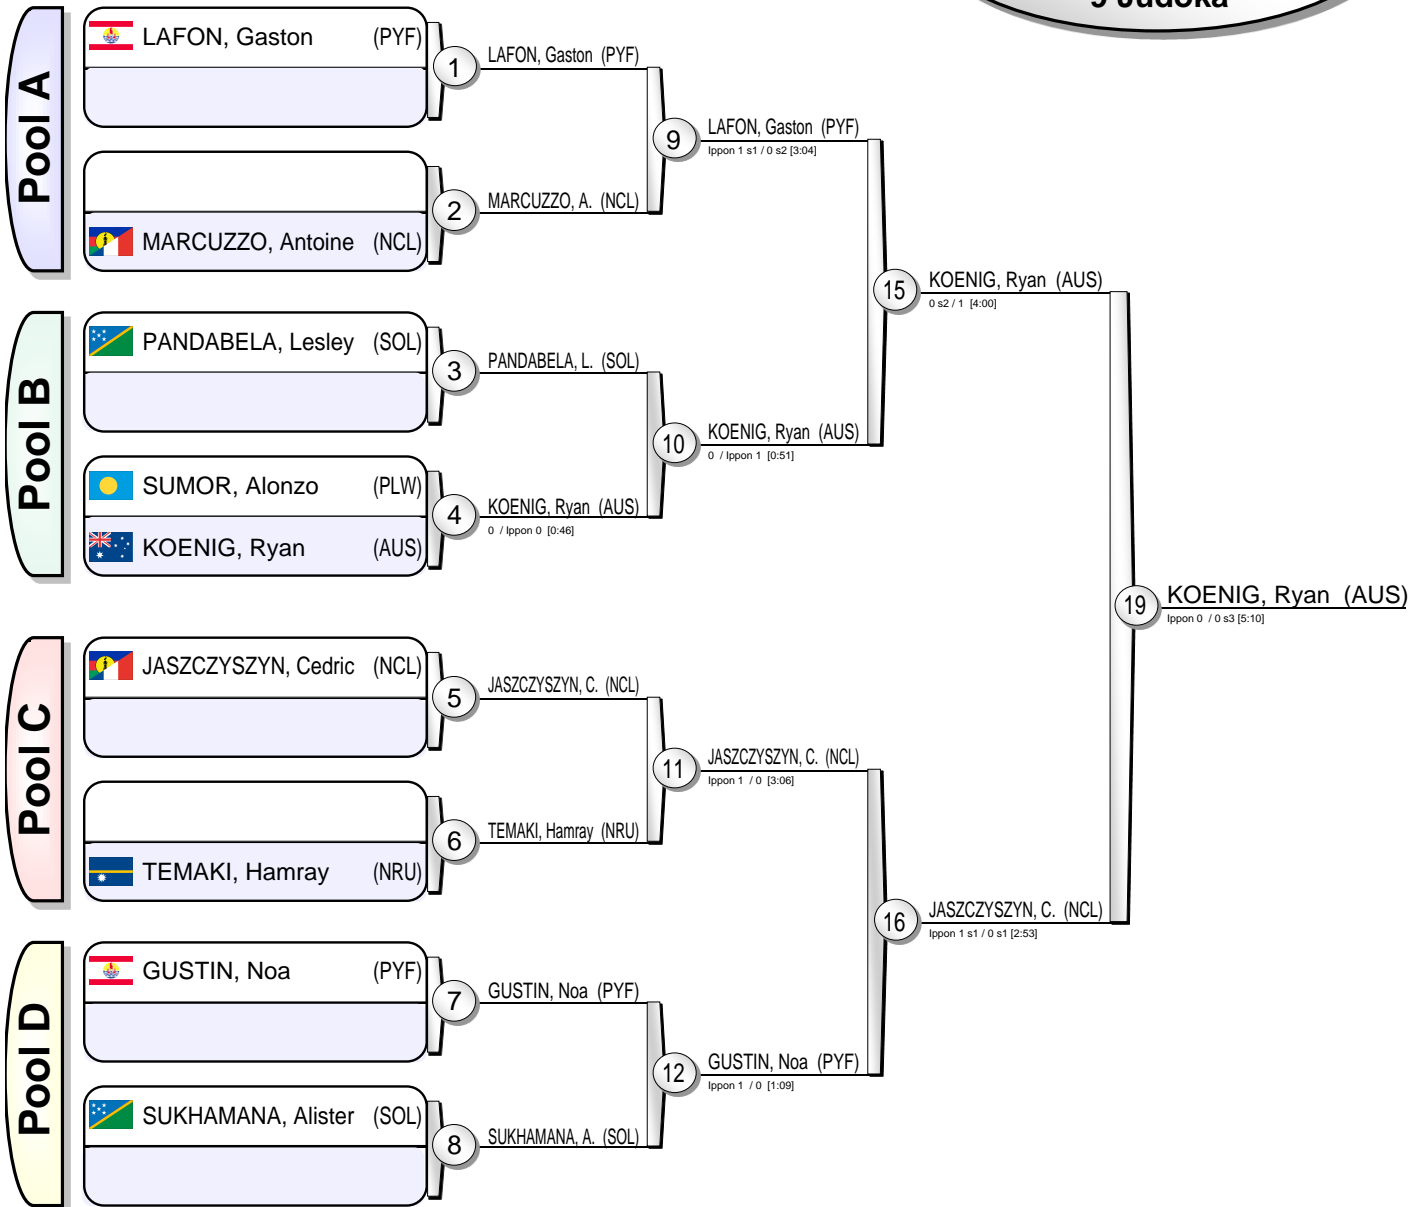 9 Judoka
Pool A
LAFON, Gaston (PYF)
1
LAFON, Gaston (PYF)
9
LAFON, Gaston (PYF)
Ippon 1 s1 / 0 s2 [3:04]
2
MARCUZZO, A. (NCL)
MARCUZZO, Antoine (NCL)
15
KOENIG, Ryan (AUS)
0 s2 / 1 [4:00]
Pool B
PANDABELA, Lesley (SOL)
3
PANDABELA, L. (SOL)
10
KOENIG, Ryan (AUS)
0 / Ippon 1 [0:51]
SUMOR, Alonzo (PLW)
4
KOENIG, Ryan (AUS)
0 / Ippon 0 [0:46]
KOENIG, Ryan (AUS)
19
KOENIG, Ryan (AUS)
Ippon 0 / 0 s3 [5:10]
Pool C
JASZCZYSZYN, Cedric (NCL)
5
JASZCZYSZYN, C. (NCL)
11
JASZCZYSZYN, C. (NCL)
Ippon 1 / 0 [3:06]
6
TEMAKI, Hamray (NRU)
TEMAKI, Hamray (NRU)
16
JASZCZYSZYN, C. (NCL)
Ippon 1 s1 / 0 s1 [2:53]
Pool D
GUSTIN, Noa (PYF)
7
GUSTIN, Noa (PYF)
12
GUSTIN, Noa (PYF)
Ippon 1 / 0 [1:09]
SUKHAMANA, Alister (SOL)
8
SUKHAMANA, A. (SOL)